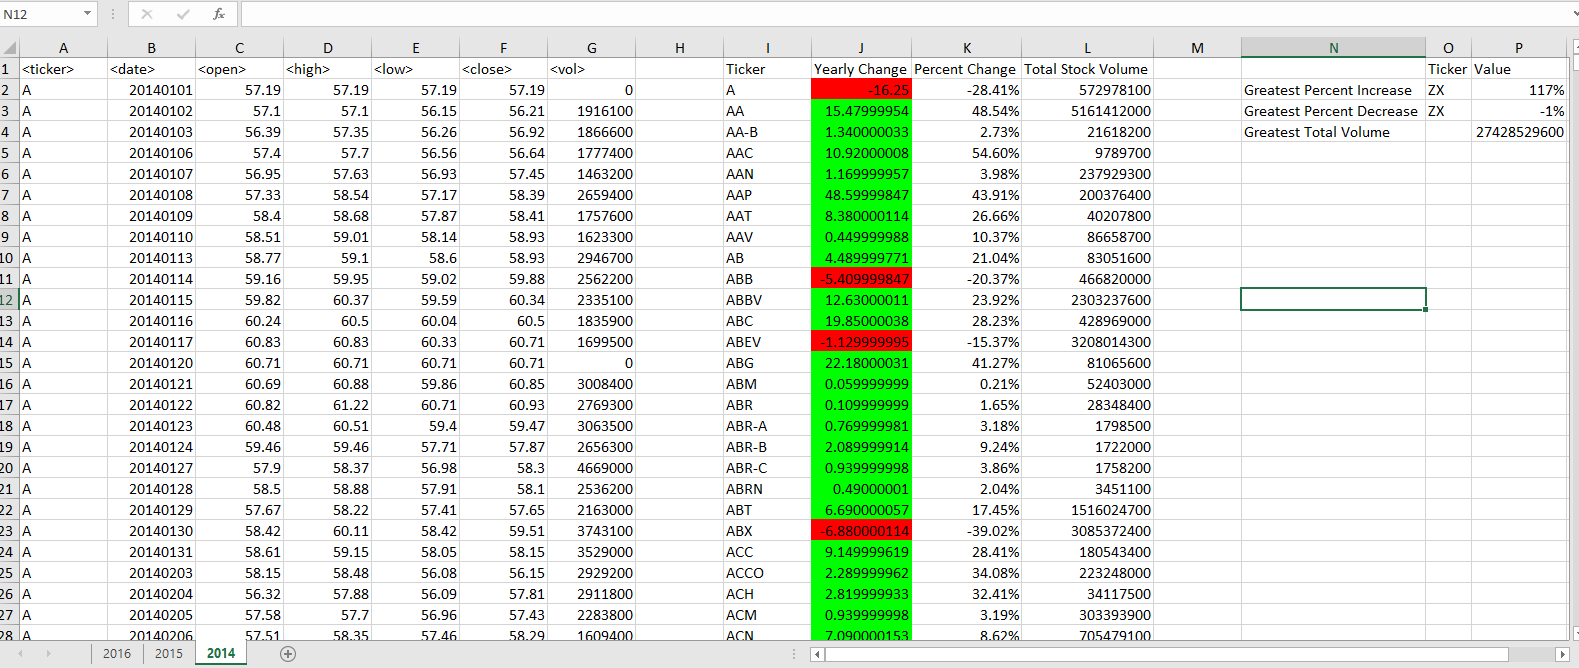 N12 fx
A B C D E F G H I J K L M N O P
1 <ticker> <date> <open> <high> <low> <close> <vol> Ticker Yearly Change Percent Change Total Stock Volume Ticker Value
2 A 20140101 57.19 57.19 57.19 57.19 0 A -16.25 -28.41% 572978100 Greatest Percent Increase ZX 117%
3 A 20140102 57.1 57.1 56.15 56.21 1916100 AA 15.47999954 48.54% 5161412000 Greatest Percent Decrease ZX -1%
4 A 20140103 56.39 57.35 56.26 56.92 1866600 AA-B 1.340000033 2.73% 21618200 Greatest Total Volume 27428529600
5 A 20140106 57.4 57.7 56.56 56.64 1777400 AAC 10.92000008 54.60% 9789700
6 A 20140107 56.95 57.63 56.93 57.45 1463200 AAN 1.169999957 3.98% 237929300
7 A 20140108 57.33 58.54 57.17 58.39 2659400 AAP 48.59999847 43.91% 200376400
8 A 20140109 58.4 58.68 57.87 58.41 1757600 AAT 8.380000114 26.66% 40207800
9 A 20140110 58.51 59.01 58.14 58.93 1623300 AAV 0.449999988 10.37% 86658700
10 A 20140113 58.77 59.1 58.6 58.93 2946700 AB 4.489999771 21.04% 83051600
11 A 20140114 59.16 59.95 59.02 59.88 2562200 ABB -5.409999847 -20.37% 466820000
12 A 20140115 59.82 60.37 59.59 60.34 2335100 ABBV 12.63000011 23.92% 2303237600
13 A 20140116 60.24 60.5 60.04 60.5 1835900 ABC 19.85000038 28.23% 428969000
14 A 20140117 60.83 60.83 60.33 60.71 1699500 ABEV -1.129999995 -15.37% 3208014300
15 A 20140120 60.71 60.71 60.71 60.71 0 ABG 22.18000031 41.27% 81065600
16 A 20140121 60.69 60.88 59.86 60.85 3008400 ABM 0.059999999 0.21% 52403000
17 A 20140122 60.82 61.22 60.71 60.93 2769300 ABR 0.109999999 1.65% 28348400
18 A 20140123 60.48 60.51 59.4 59.47 3063500 ABR-A 0.769999981 3.18% 1798500
19 A 20140124 59.46 59.46 57.71 57.87 2656300 ABR-B 2.089999914 9.24% 1722000
20 A 20140127 57.9 58.37 56.98 58.3 4669000 ABR-C 0.939999998 3.86% 1758200
21 A 20140128 58.5 58.88 57.91 58.1 2536200 ABRN 0.49000001 2.04% 3451100
22 A 20140129 57.67 58.22 57.41 57.65 2163000 ABT 6.690000057 17.45% 1516024700
23 A 20140130 58.42 60.11 58.42 59.51 3743100 ABX -6.880000114 -39.02% 3085372400
24 A 20140131 58.61 59.15 58.05 58.15 3529000 ACC 9.149999619 28.41% 180543400
25 A 20140203 58.15 58.48 56.08 56.15 2929200 ACCO 2.289999962 34.08% 223248000
26 A 20140204 56.32 57.88 56.09 57.81 2911800 ACH 2.819999933 32.41% 34117500
27 A 20140205 57.58 57.7 56.96 57.43 2283800 ACM 0.939999998 3.19% 303393900
28 A 20140206 57.51 58.35 57.46 58.29 1609400 ACN 7.090000153 8.62% 705479100
2016 2015 2014